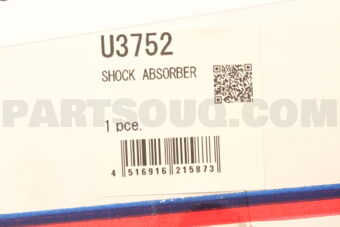 U3752
SHOCK ABSORBER
PARTSOUQ.COM
1 pce.
4 516916 215873